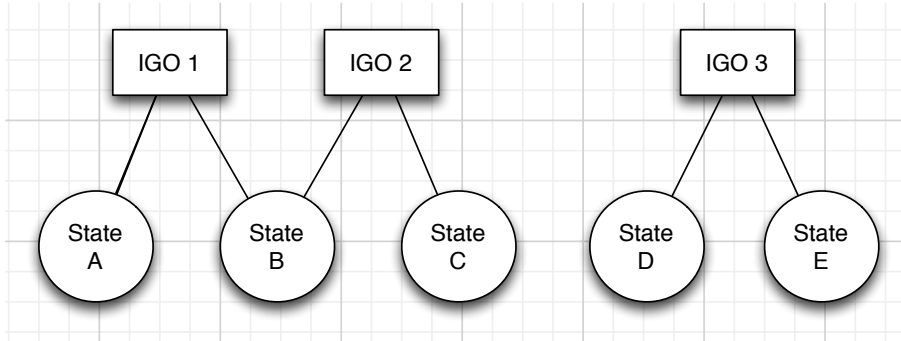 IGO 1
IGO 2
IGO 3
State
A
State
B
State
C
State
D
State
E